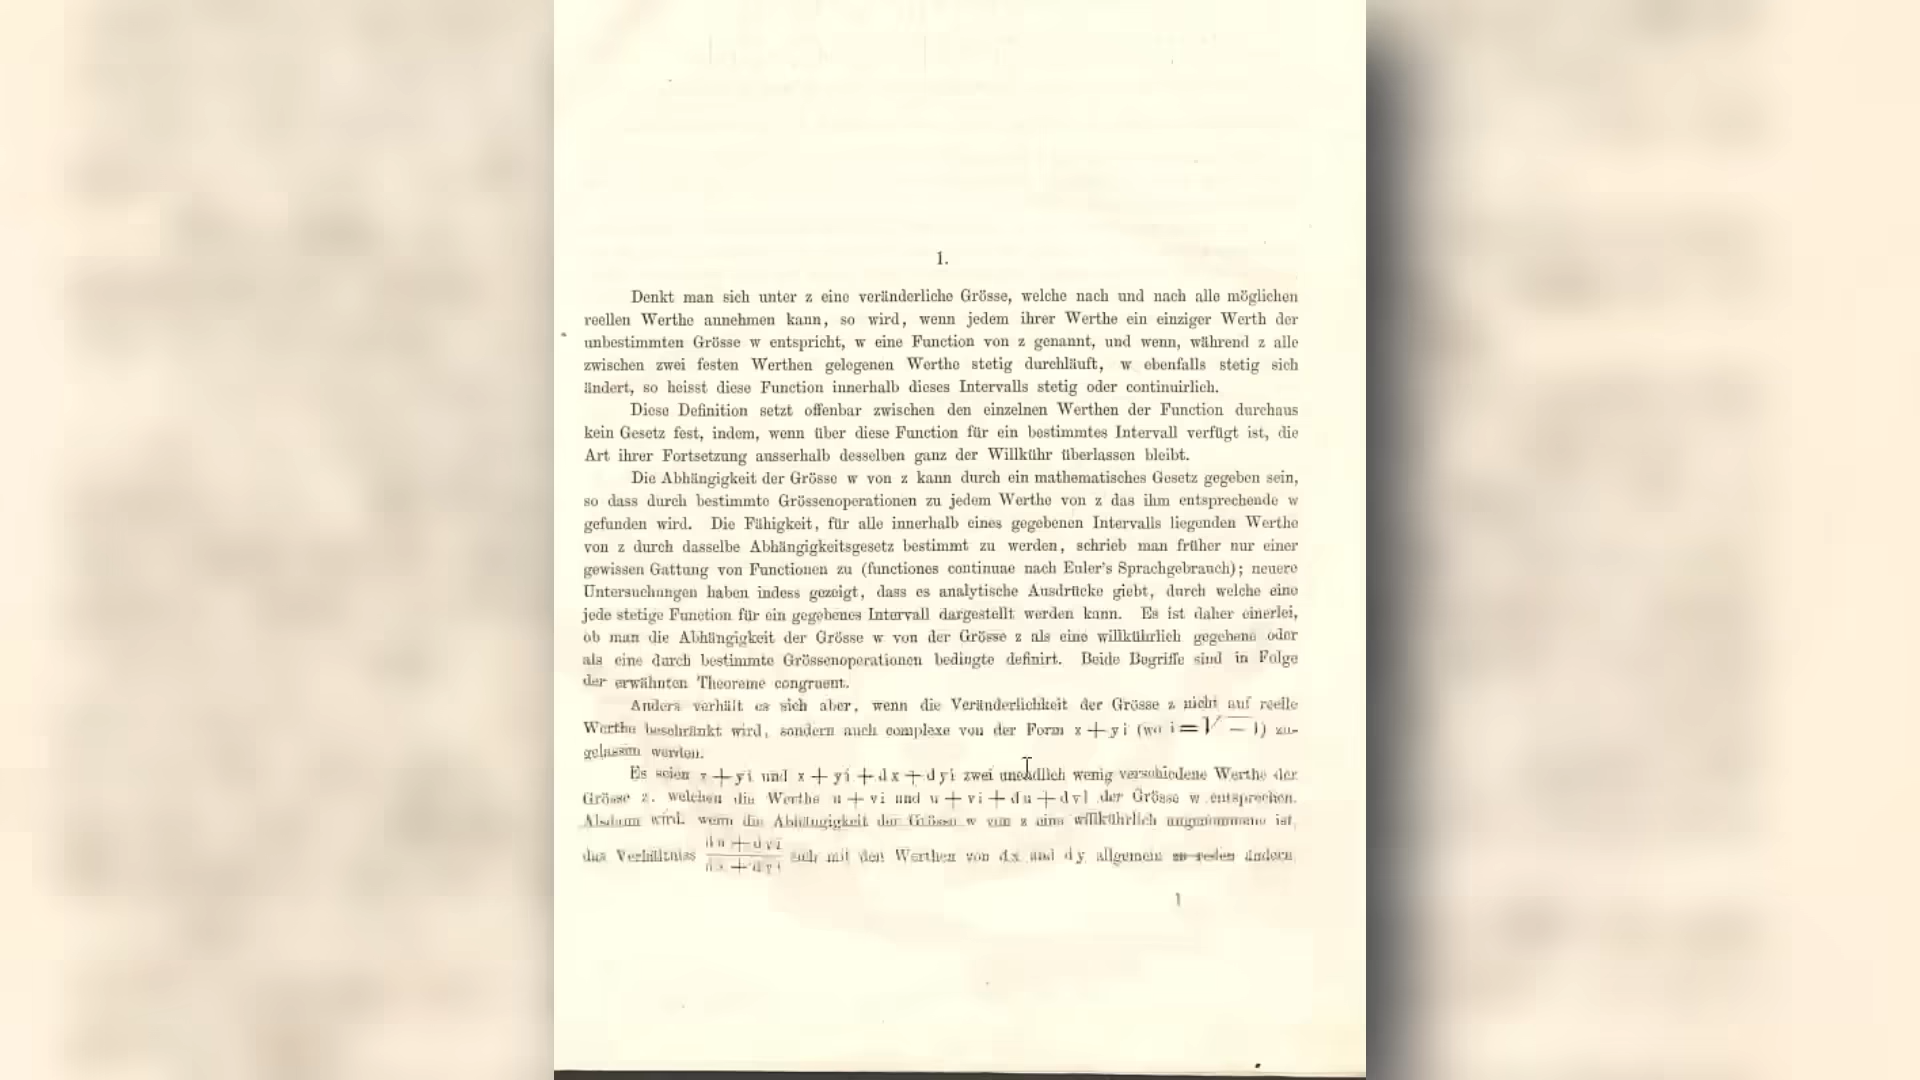 1.
Denkt man sich unter z eine veränderliche Grösse, welche nach und nach alle möglichen
reellen Werthe annehmen kann, so wird, wenn jedem ihrer Werthe ein einziger Werth der
unbestimmten Grösse w entspricht, w eine Function von z genannt, und wenn, während z alle
zwischen zwei festen Werthen gelegenen Werthe stetig durchläuft, w ebenfalls stetig sich
ändert, so heisst diese Function innerhalb dieses Intervalls stetig oder continuirlich.
Diese Definition setzt offenbar zwischen den einzelnen Werthen der Function durchaus
kein Gesetz fest, indem, wenn über diese Function für ein bestimmtes Intervall verfügt ist, die
Art ihrer Fortsetzung ausserhalb desselben ganz der Willkühr überlassen bleibt.
Die Abhängigkeit der Grösse w von z kann durch ein mathematisches Gesetz gegeben sein,
so dass durch bestimmte Grössenoperationen zu jedem Werthe von z das ihm entsprechende w
gefunden wird. Die Fähigkeit, für alle innerhalb eines gegebenen Intervalls liegenden Werthe
von z durch dasselbe Abhängigkeitsgesetz bestimmt zu werden, schrieb man früher nur einer
gewissen Gattung von Functionen zu (functiones continuae nach Euler's Sprachgebrauch); neuere
Untersuchungen haben indess gezeigt, dass es analytische Ausdrücke giebt, durch welche eine
jede stetige Function für ein gegebenes Intervall dargestellt werden kann. Es ist daher einerlei,
ob man die Abhängigkeit der Grösse w von der Grösse z als eine willkührlich gegebene oder
als eine durch bestimmte Grössenoperationen bedingte definirt. Beide Begriffe sind in Folge
der erwähnten Theoreme congruent.
Anders verhält es sich aber, wenn die Veränderlichkeit der Grösse z nicht auf reelle
Werthe beschränkt wird, sondern auch complexe von der Form x + yi (wo i = √−1) zu-
gelassen werden.
Es seien x + yi und x + yi + dx + dyi zwei unendlich wenig verschiedene Werthe der
Grösse z, welchen die Werthe u + vi und u + vi + du + dvi der Grösse w entsprechen.
Alsdann wird, wenn die Abhängigkeit der Grösse w von z eine willkührlich angenommene ist,
das Verhältniss du + dvi / dx + dyi sich mit den Werthen von dx und dy allgemein zu reden ändern,
1